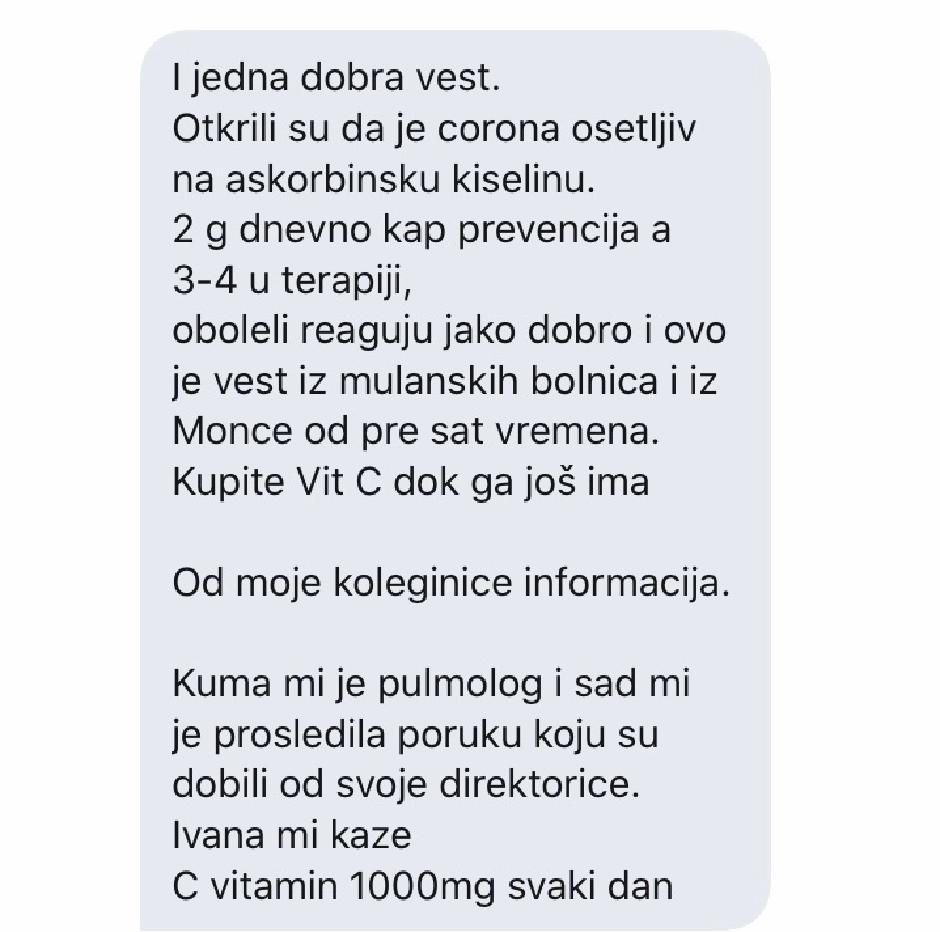 I jedna dobra vest.
Otkrili su da je corona osetljiv
na askorbinsku kiselinu.
2 g dnevno kap prevencija a
3-4 u terapiji,
oboleli reaguju jako dobro i ovo
je vest iz mulanskih bolnica i iz
Monce od pre sat vremena.
Kupite Vit C dok ga još ima
Od moje koleginice informacija.
Kuma mi je pulmolog i sad mi
je prosledila poruku koju su
dobili od svoje direktorice.
Ivana mi kaze
C vitamin 1000mg svaki dan